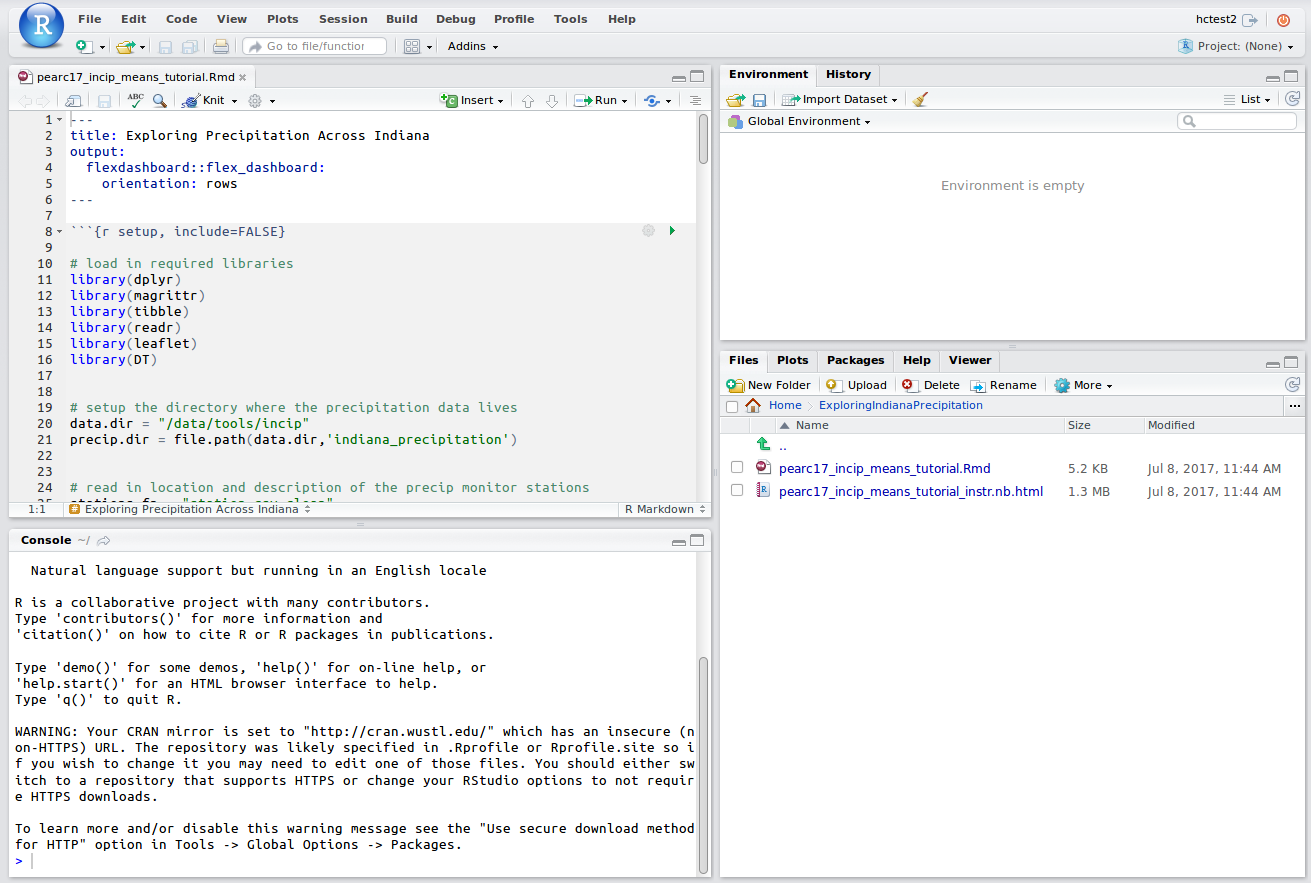 R File Edit Code View Plots Session Build Debug Profile Tools Help hctest2
Go to file/function Addins Project: (None)
pearc17_incip_means_tutorial.Rmd
ABC Knit Insert Run
1 ---
2 title: Exploring Precipitation Across Indiana
3 output:
4   flexdashboard::flex_dashboard:
5     orientation: rows
6 ---
7
8 ```{r setup, include=FALSE}
9
10 # load in required libraries
11 library(dplyr)
12 library(magrittr)
13 library(tibble)
14 library(readr)
15 library(leaflet)
16 library(DT)
17
18
19 # setup the directory where the precipitation data lives
20 data.dir = "/data/tools/incip"
21 precip.dir = file.path(data.dir,'indiana_precipitation')
22
23
24 # read in location and description of the precip monitor stations
25
1:1 # Exploring Precipitation Across Indiana R Markdown
Console ~/
Natural language support but running in an English locale
R is a collaborative project with many contributors.
Type 'contributors()' for more information and
'citation()' on how to cite R or R packages in publications.
Type 'demo()' for some demos, 'help()' for on-line help, or
'help.start()' for an HTML browser interface to help.
Type 'q()' to quit R.
WARNING: Your CRAN mirror is set to "http://cran.wustl.edu/" which has an insecure (n
on-HTTPS) URL. The repository was likely specified in .Rprofile or Rprofile.site so i
f you wish to change it you may need to edit one of those files. You should either sw
itch to a repository that supports HTTPS or change your RStudio options to not requir
e HTTPS downloads.
To learn more and/or disable this warning message see the "Use secure download method
for HTTP" option in Tools -> Global Options -> Packages.
>
Environment History
Import Dataset List
Global Environment
Environment is empty
Files Plots Packages Help Viewer
New Folder Upload Delete Rename More
Home ExploringIndianaPrecipitation ...
Name Size Modified
..
pearc17_incip_means_tutorial.Rmd 5.2 KB Jul 8, 2017, 11:44 AM
pearc17_incip_means_tutorial_instr.nb.html 1.3 MB Jul 8, 2017, 11:44 AM